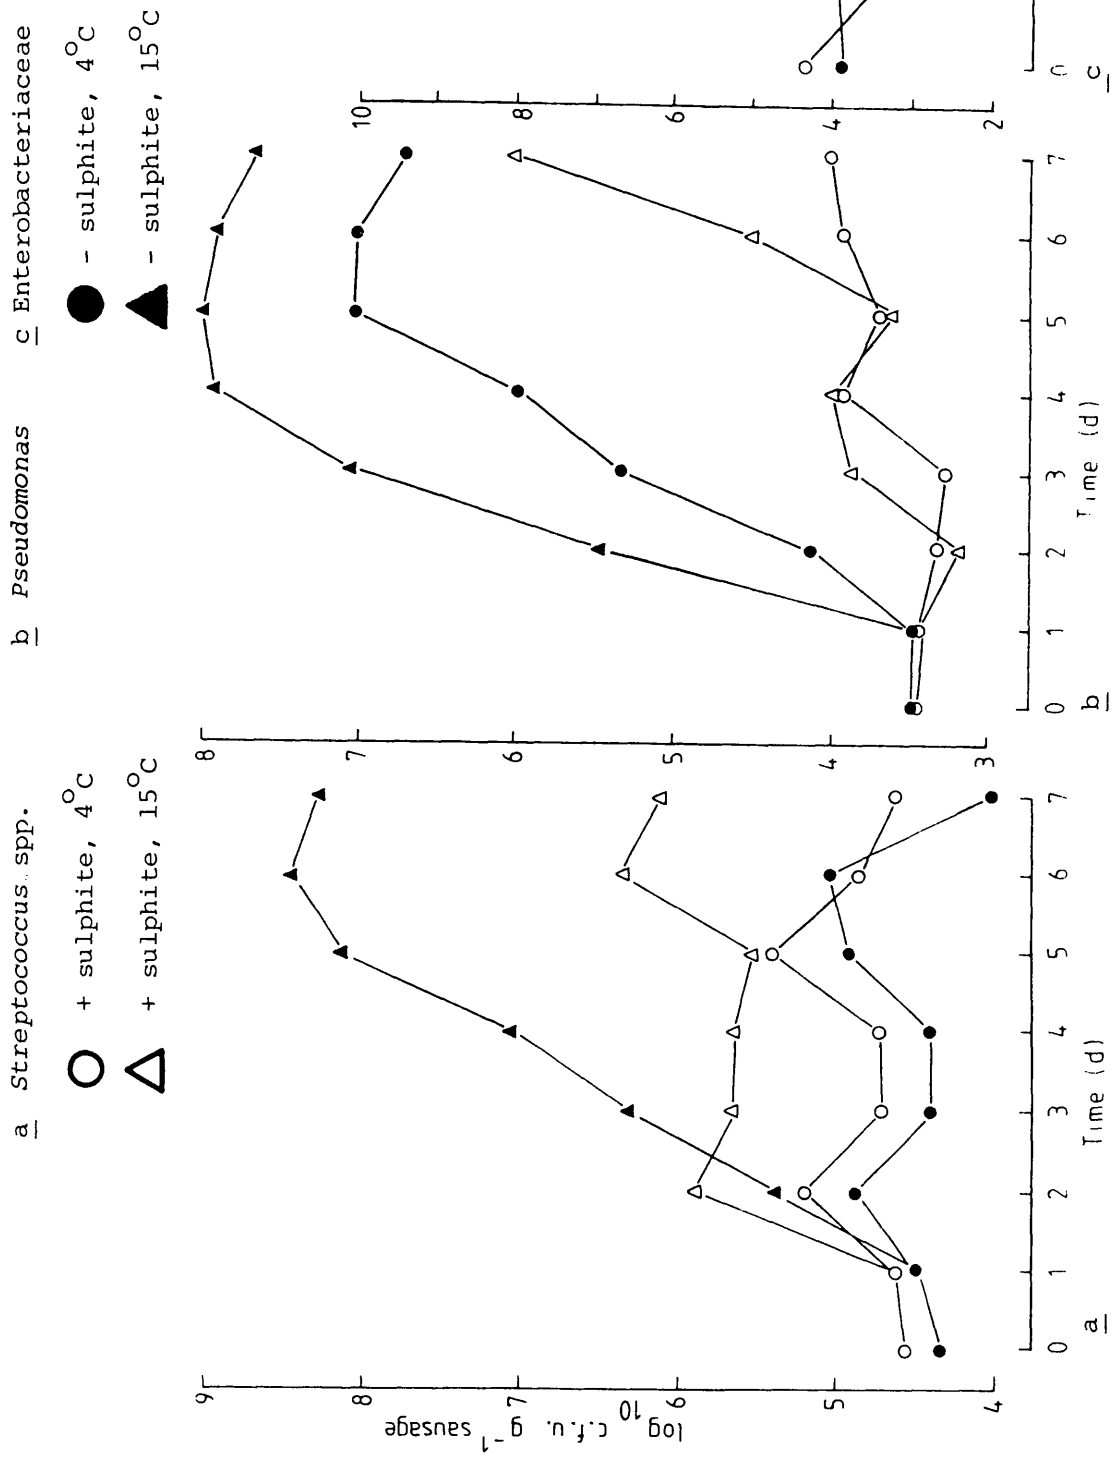 a Streptococcus spp.
b Pseudomonas
c Enterobacteriaceae
+ sulphite, 4°C
- sulphite, 4°C
+ sulphite, 15°C
- sulphite, 15°C
log10 c.f.u. g-1 sausage
9
8
7
6
5
4
0 1 2 3 4 5 6 7
Time (d)
a
8
7
6
5
4
3
0 1 2 3 4 5 6 7
Time (d)
b
10
8
6
4
2
0
c